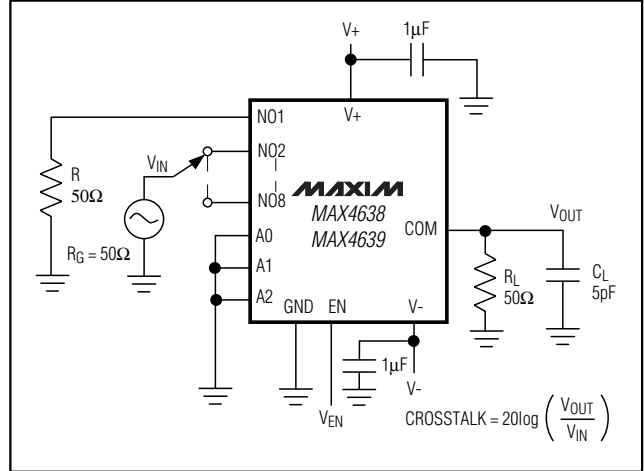 V+
1µF
V+
NO1
VIN
NO2
R
50Ω
MAXIM
NO8
MAX4638
MAX4639
COM
VOUT
RG = 50Ω
A0
A1
A2
RL
50Ω
CL
5pF
GND
EN
V-
1µF
V-
VEN
CROSSTALK = 20log (VOUT / VIN)